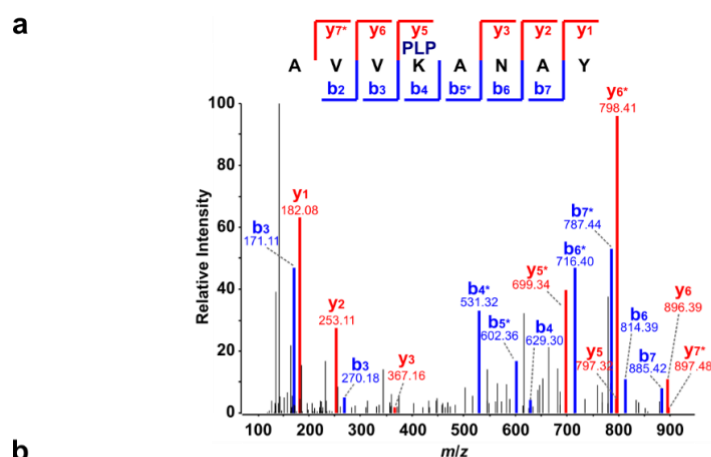 a
y7* y6 y5 y3 y2 y1
PLP
A V V K A N A Y
b2 b3 b4 b5* b6 b7
y6*
798.41
100
80
60
40
20
0
Relative Intensity
b3
171.11
y1
182.08
y2
253.11
b3
270.18
y3
367.16
b4*
531.32
b5*
602.36
b4
629.30
y5*
699.34
b6*
716.40
b7*
787.44
y5
797.32
b6
814.39
b7
885.42
y6
896.39
y7*
897.48
100 200 300 400 500 600 700 800 900
m/z
b